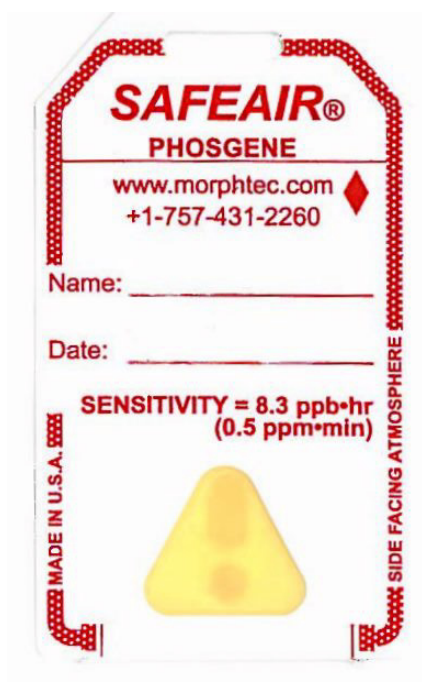 SAFEAIR®
PHOSGENE
www.morphtec.com
+1-757-431-2260
Name:
Date:
SENSITIVITY = 8.3 ppb•hr
(0.5 ppm•min)
MADE IN U.S.A.
SIDE FACING ATMOSPHERE